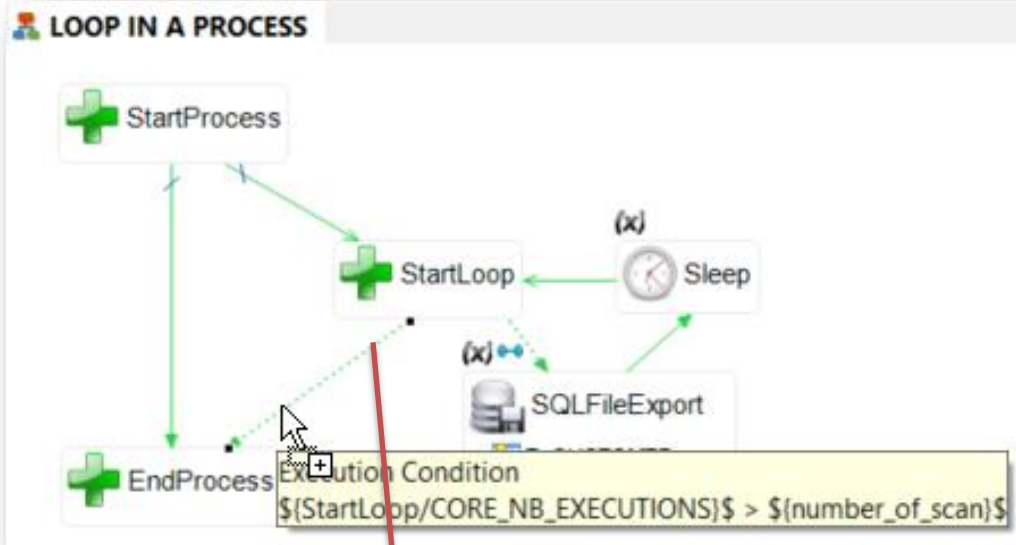 LOOP IN A PROCESS
StartProcess
(x)
StartLoop
Sleep
(x)
SQLFileExport
EndProcess
Execution Condition
${StartLoop/CORE_NB_EXECUTIONS}$ > ${number_of_scan}$